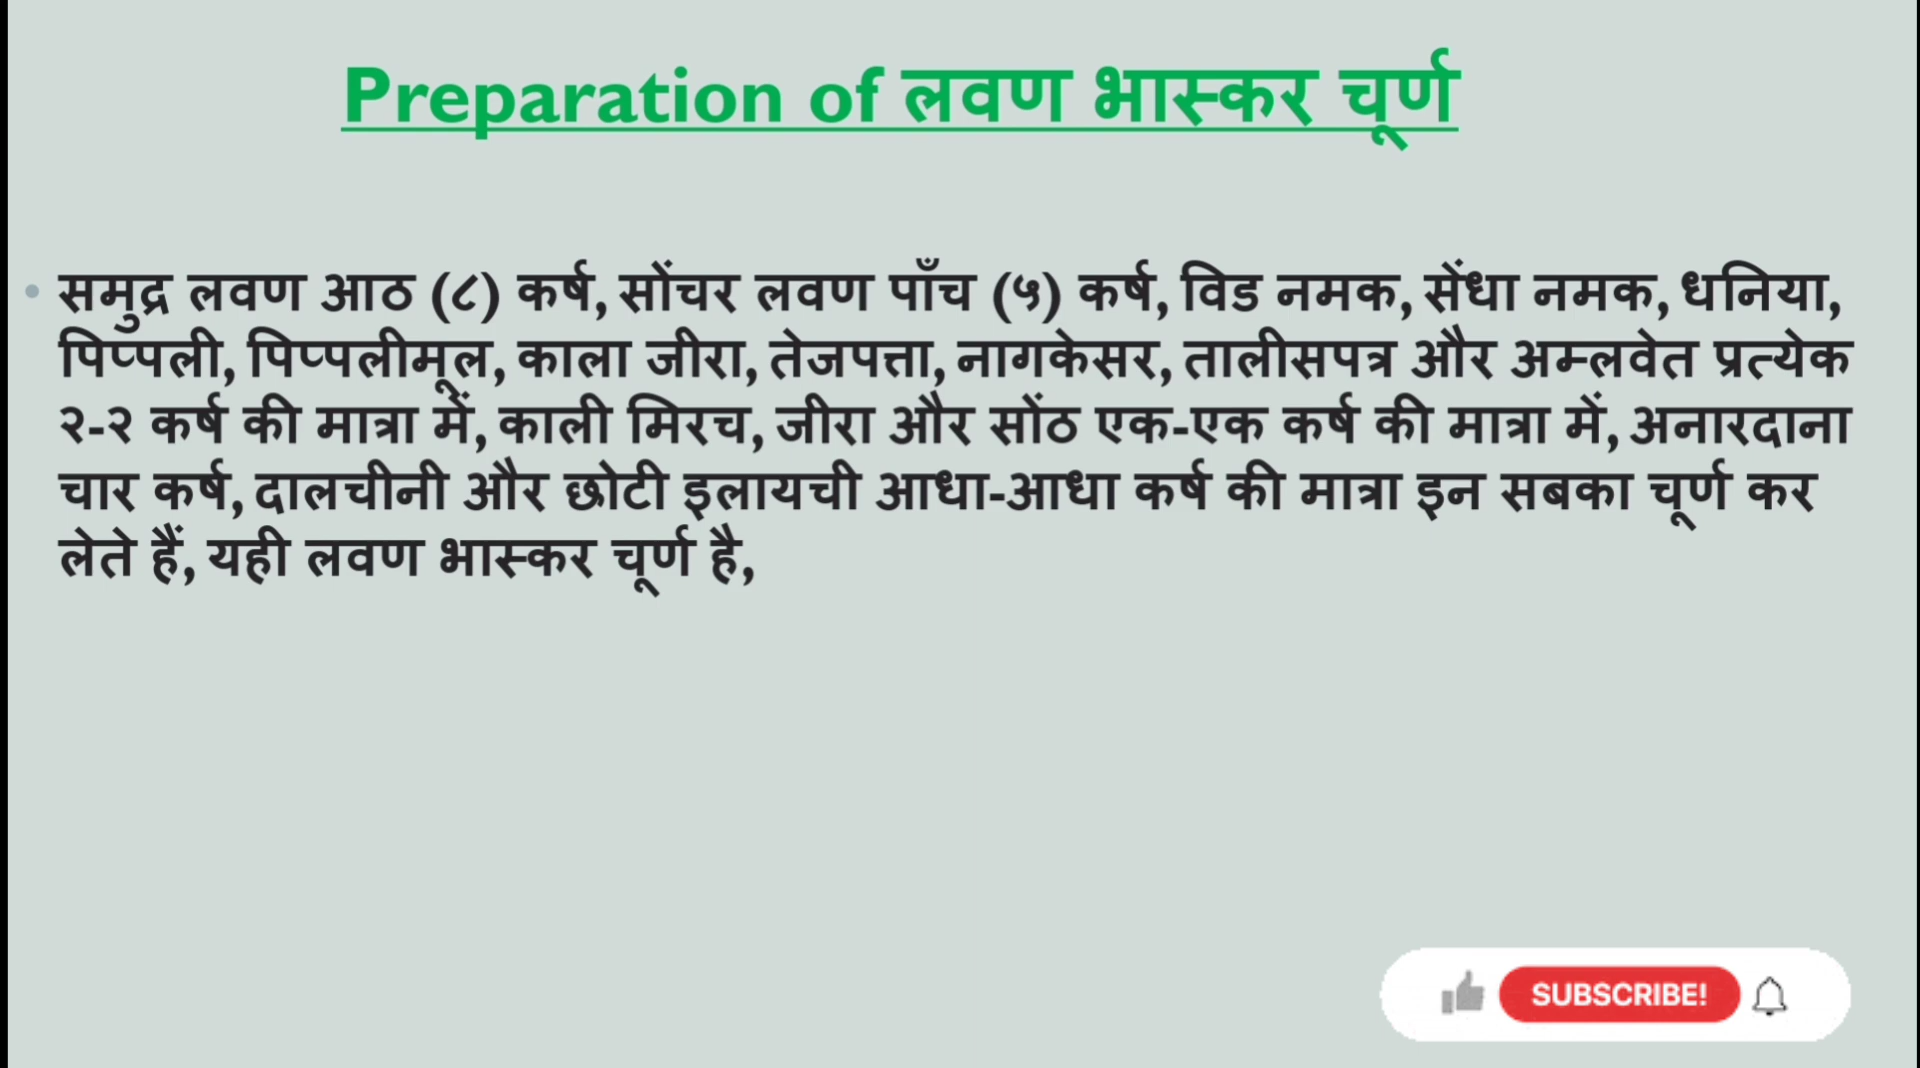 Preparation of लवण भास्कर चूर्ण
• समुद्र लवण आठ (८) कर्ष, सोंचर लवण पाँच (५) कर्ष, विड नमक, सेंधा नमक, धनिया,
पिप्पली, पिप्पलीमूल, काला जीरा, तेजपत्ता, नागकेसर, तालीसपत्र और अम्लवेत प्रत्येक
२-२ कर्ष की मात्रा में, काली मिरच, जीरा और सोंठ एक-एक कर्ष की मात्रा में, अनारदाना
चार कर्ष, दालचीनी और छोटी इलायची आधा-आधा कर्ष की मात्रा इन सबका चूर्ण कर
लेते हैं, यही लवण भास्कर चूर्ण है,
SUBSCRIBE!